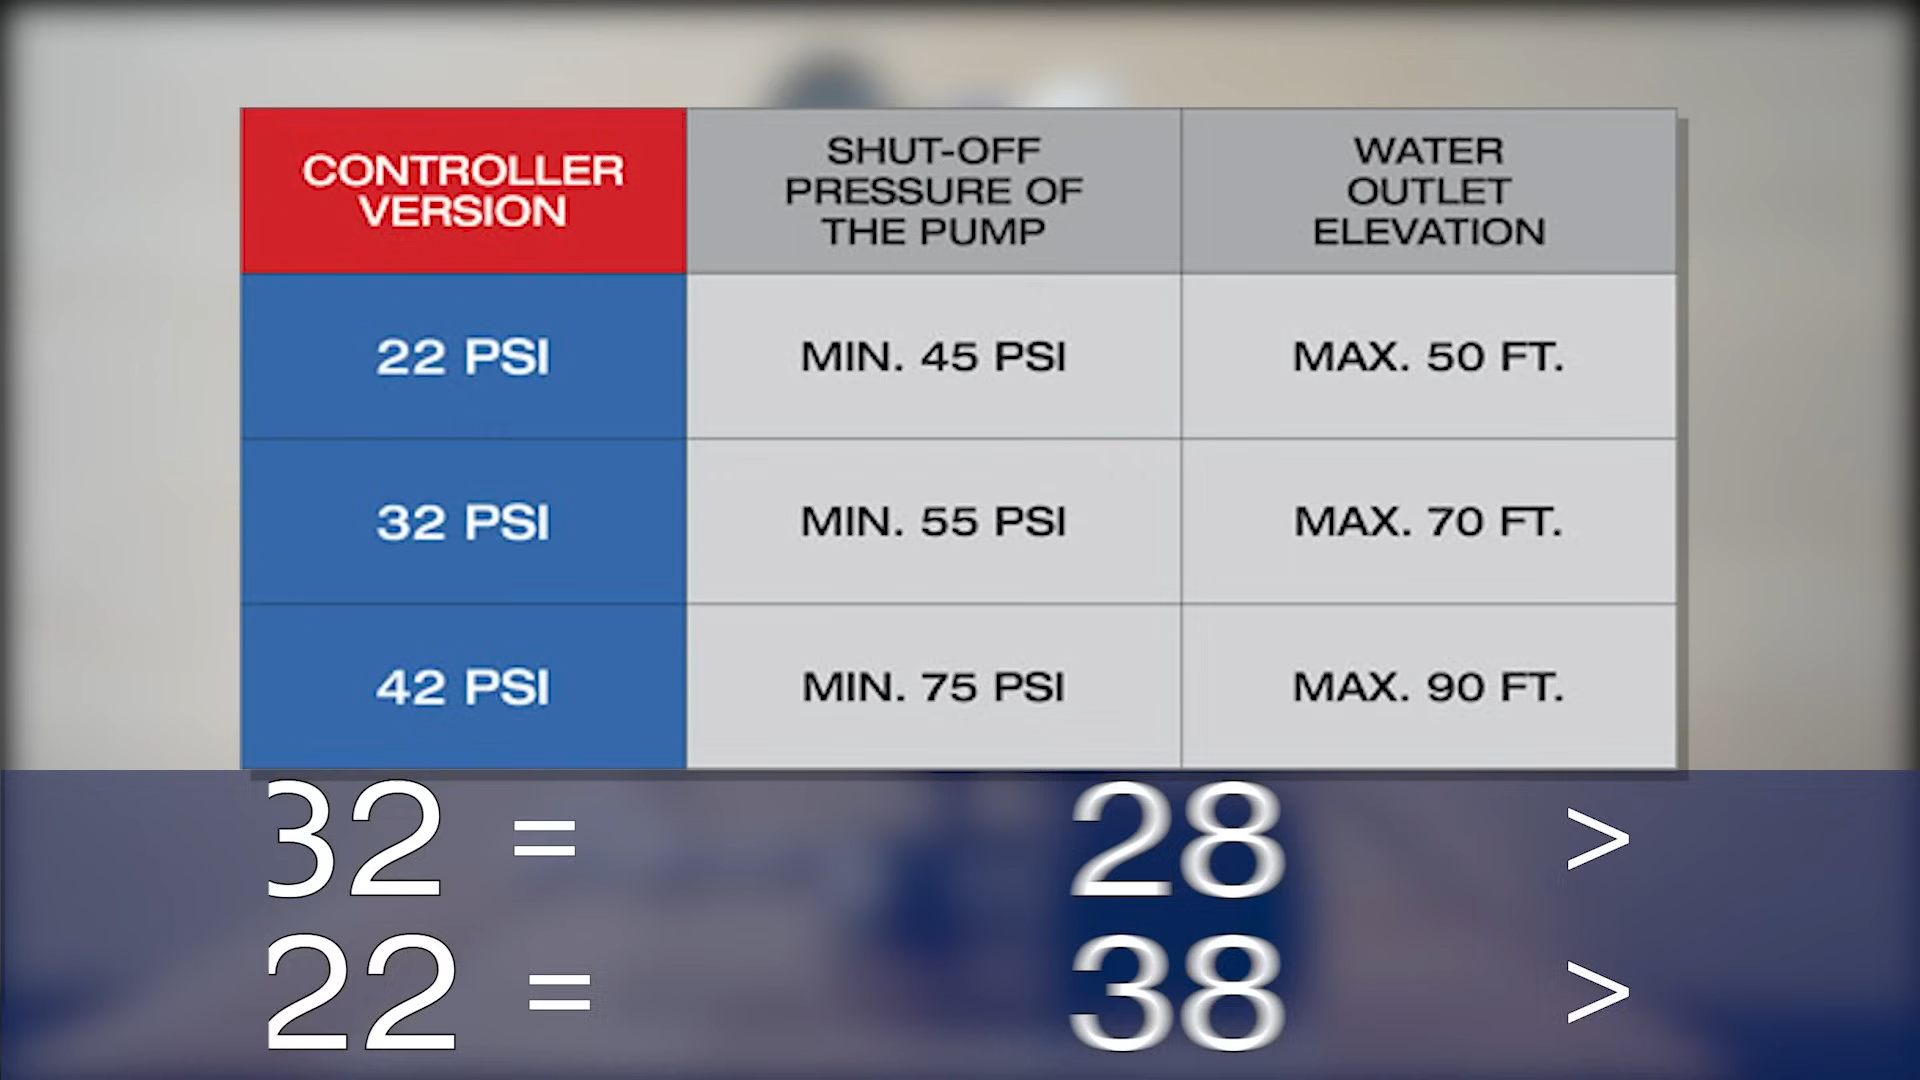 CONTROLLER
VERSION
SHUT-OFF
PRESSURE OF
THE PUMP
WATER
OUTLET
ELEVATION
22 PSI
MIN. 45 PSI
MAX. 50 FT.
32 PSI
MIN. 55 PSI
MAX. 70 FT.
42 PSI
MIN. 75 PSI
MAX. 90 FT.
32 = 28 >
22 = 38 >